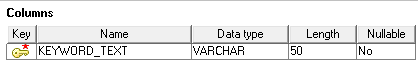 Columns
Key Name Data type Length Nullable
KEYWORD_TEXT VARCHAR 50 No